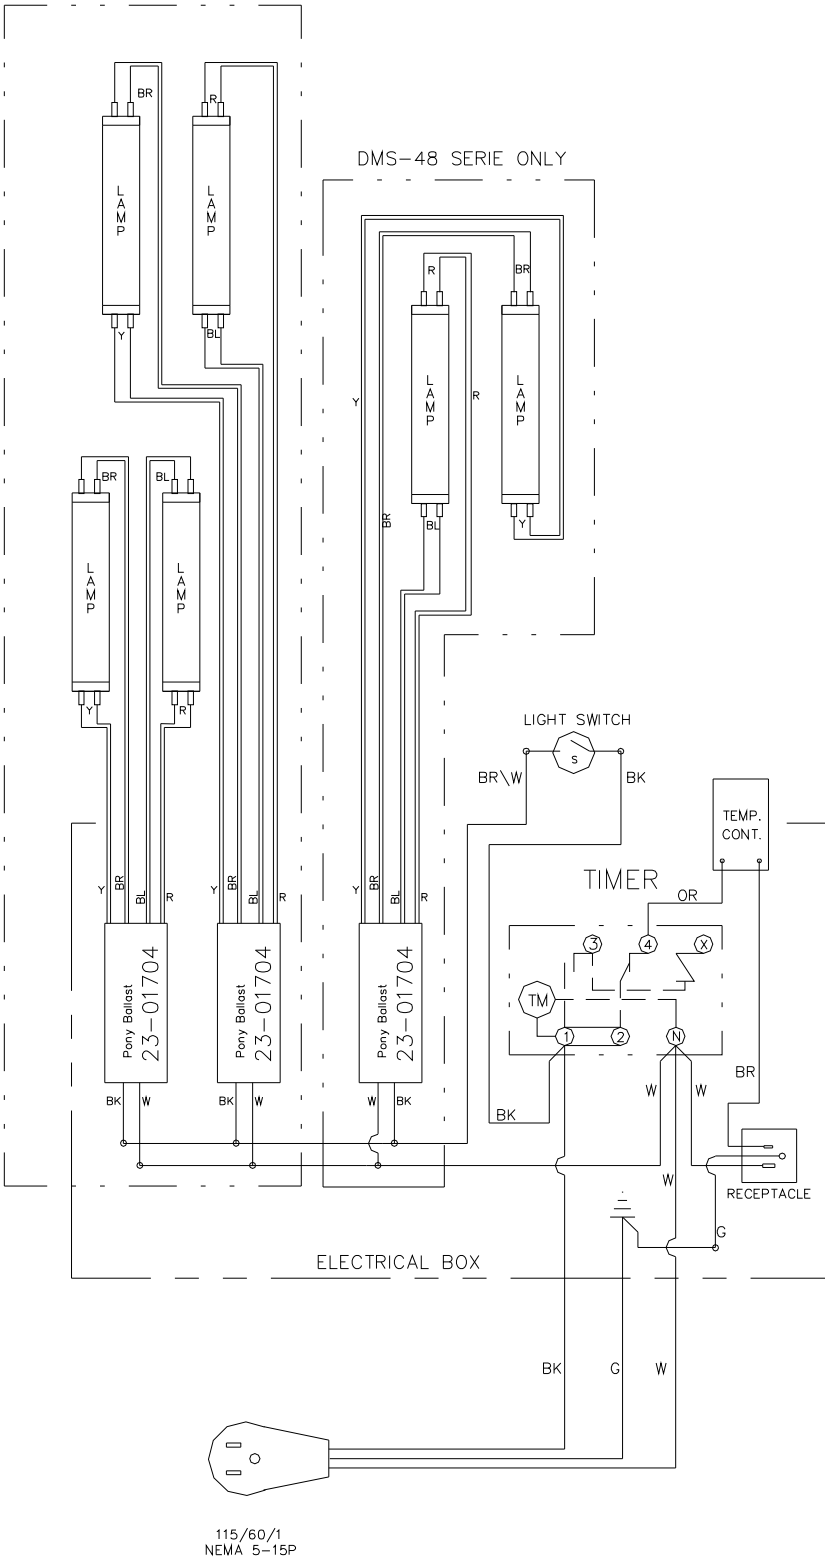 BR
R
LAMP
LAMP
Y
BL
DMS-48 SERIE ONLY
R
BR
Y
R
LAMP
LAMP
BL
Y
BR
BR
BL
LAMP
LAMP
Y
R
LIGHT SWITCH
S
BR\W
BK
TEMP.
CONT.
TIMER
OR
Y
BR
BL
R
Y
BR
BL
R
Y
BR
BL
R
3
4
X
TM
1
2
N
Pony Ballast
23-01704
Pony Ballast
23-01704
Pony Ballast
23-01704
BK
W
BK
W
W
BK
BK
W
W
BR
W
RECEPTACLE
G
ELECTRICAL BOX
BK
G
W
115/60/1
NEMA 5-15P